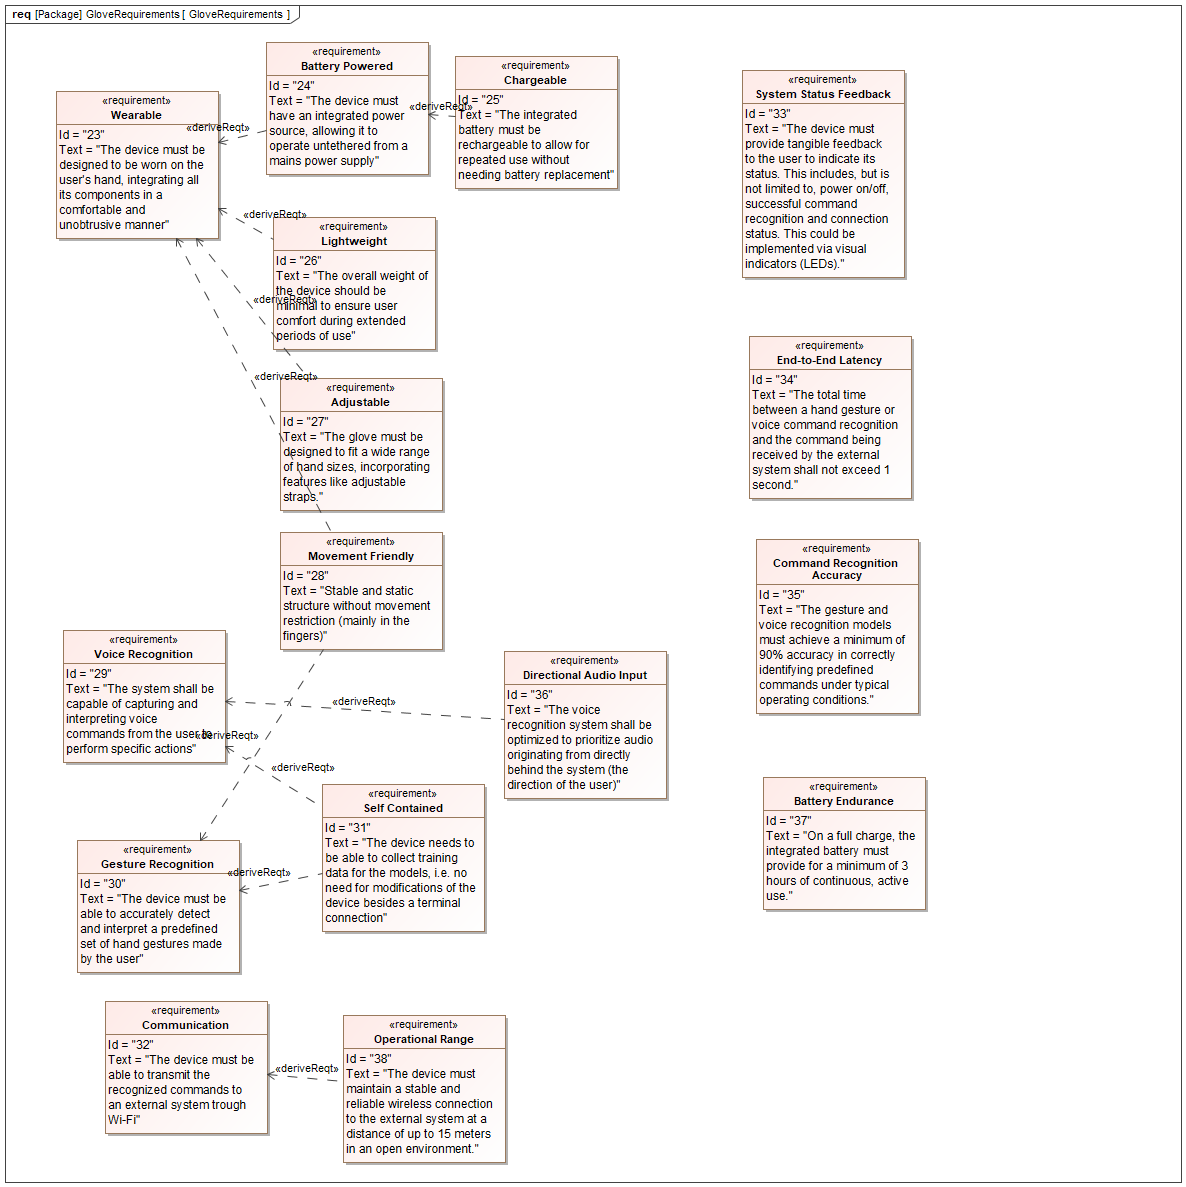 req [Package] GloveRequirements [ GloveRequirements ]
«requirement»
Battery Powered
Id = "24"
Text = "The device must
have an integrated power
source, allowing it to
operate untethered from a
mains power supply"
«requirement»
Chargeable
Id = "25"
Text = "The integrated
battery must be
rechargeable to allow for
repeated use without
needing battery replacement"
«deriveReqt»
«requirement»
Wearable
Id = "23"
Text = "The device must be
designed to be worn on the
user's hand, integrating all
its components in a
comfortable and
unobtrusive manner"
«deriveReqt»
«requirement»
System Status Feedback
Id = "33"
Text = "The device must
provide tangible feedback
to the user to indicate its
status. This includes, but is
not limited to, power on/off,
successful command
recognition and connection
status. This could be
implemented via visual
indicators (LEDs)."
«deriveReqt»
«requirement»
Lightweight
Id = "26"
Text = "The overall weight of
the device should be
minimal to ensure user
comfort during extended
periods of use"
«deriveReqt»
«requirement»
End-to-End Latency
Id = "34"
Text = "The total time
between a hand gesture or
voice command recognition
and the command being
received by the external
system shall not exceed 1
second."
«deriveReqt»
«requirement»
Adjustable
Id = "27"
Text = "The glove must be
designed to fit a wide range
of hand sizes, incorporating
features like adjustable
straps."
«requirement»
Movement Friendly
Id = "28"
Text = "Stable and static
structure without movement
restriction (mainly in the
fingers)"
«requirement»
Command Recognition
Accuracy
Id = "35"
Text = "The gesture and
voice recognition models
must achieve a minimum of
90% accuracy in correctly
identifying predefined
commands under typical
operating conditions."
«requirement»
Voice Recognition
Id = "29"
Text = "The system shall be
capable of capturing and
interpreting voice
commands from the user to
perform specific actions"
«deriveReqt»
«deriveReqt»
«requirement»
Directional Audio Input
Id = "36"
Text = "The voice
recognition system shall be
optimized to prioritize audio
originating from directly
behind the system (the
direction of the user)"
«deriveReqt»
«requirement»
Self Contained
Id = "31"
Text = "The device needs to
be able to collect training
data for the models, i.e. no
need for modifications of the
device besides a terminal
connection"
«requirement»
Battery Endurance
Id = "37"
Text = "On a full charge, the
integrated battery must
provide for a minimum of 3
hours of continuous, active
use."
«requirement»
Gesture Recognition
Id = "30"
Text = "The device must be
able to accurately detect
and interpret a predefined
set of hand gestures made
by the user"
«deriveReqt»
«requirement»
Communication
Id = "32"
Text = "The device must be
able to transmit the
recognized commands to
an external system trough
Wi-Fi"
«deriveReqt»
«requirement»
Operational Range
Id = "38"
Text = "The device must
maintain a stable and
reliable wireless connection
to the external system at a
distance of up to 15 meters
in an open environment."